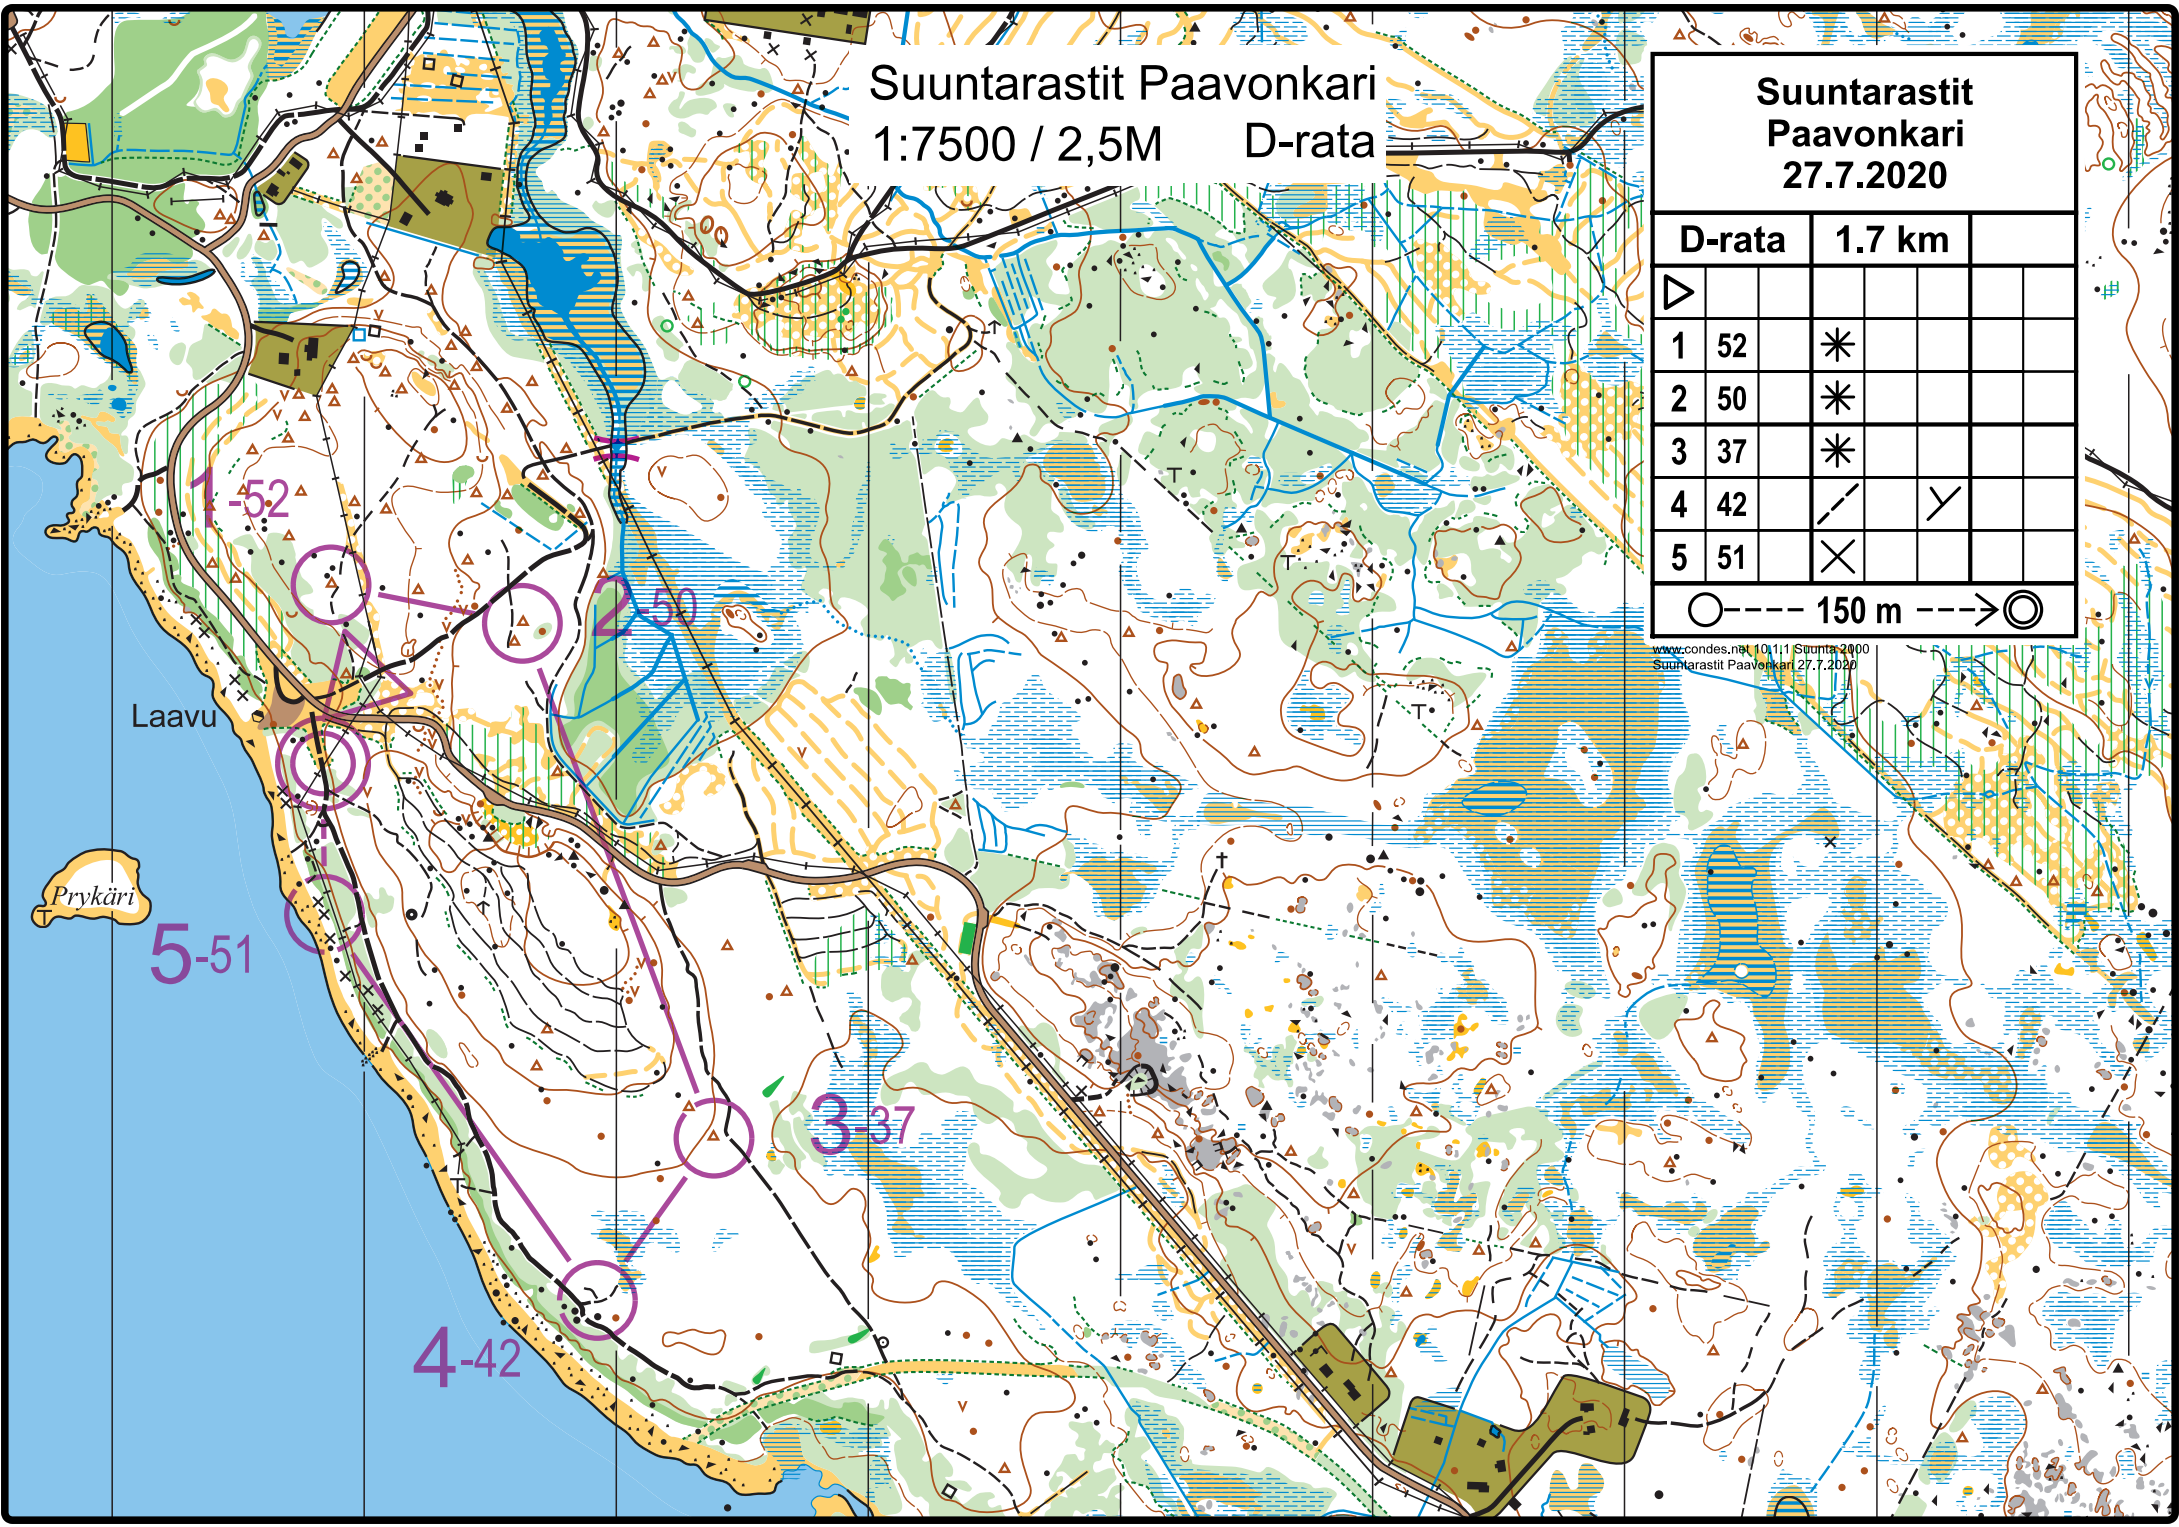 Suuntarastit Paavonkari
1:7500 / 2,5M D-rata
Suuntarastit
Paavonkari
27.7.2020
D-rata 1.7 km
1 52
2 50
3 37
4 42
5 51
150 m
www.condes.net 10.1.1 Suunta 2000
Suuntarastit Paavonkari 27.7.2020
1-52
2-50
Laavu
Prykäri
5-51
3-37
4-42